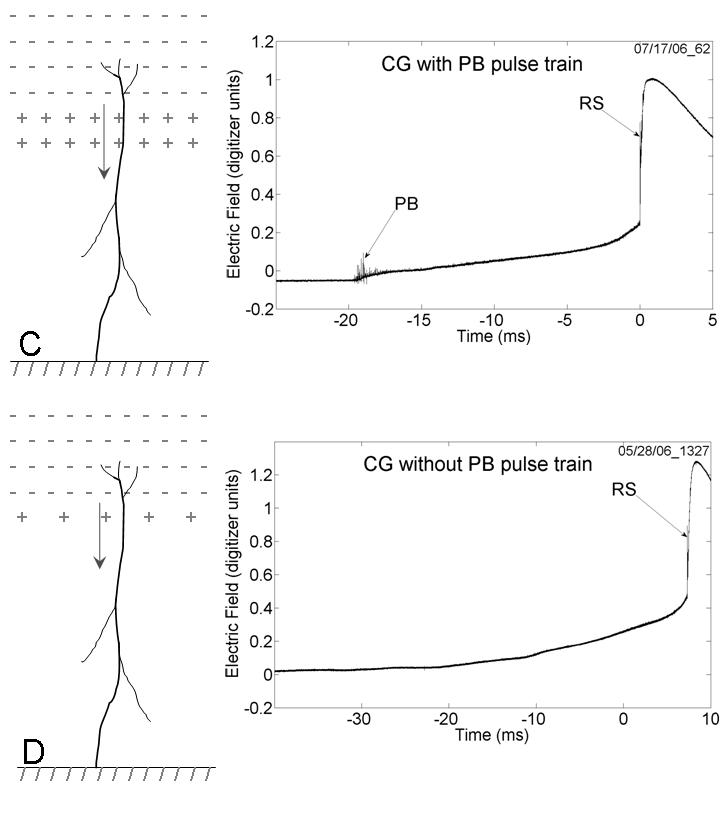 07/17/06_62
CG with PB pulse train
1.2
1
0.8
0.6
0.4
0.2
0
-0.2
Electric Field (digitizer units)
RS
PB
-20
-15
-10
-5
0
5
Time (ms)
C
05/28/06_1327
CG without PB pulse train
1.2
1
0.8
0.6
0.4
0.2
0
-0.2
Electric Field (digitizer units)
RS
-30
-20
-10
0
10
Time (ms)
D